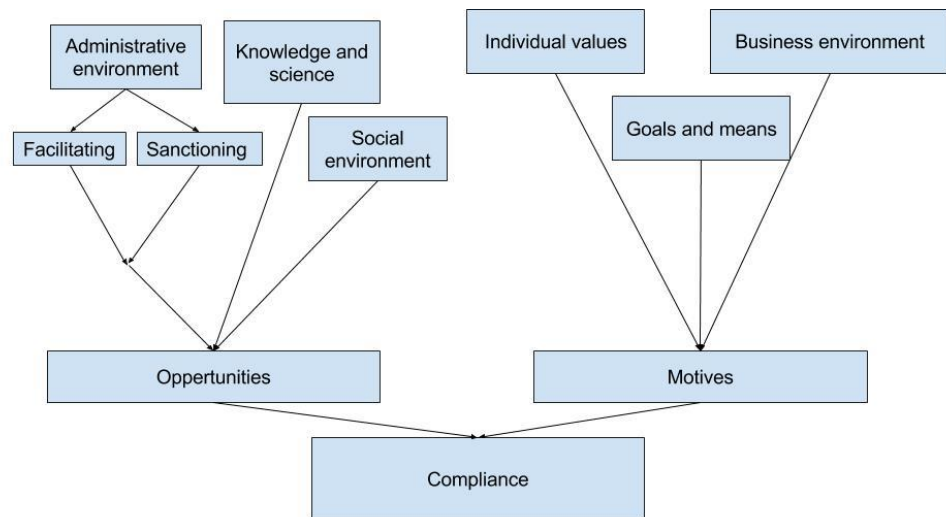 Administrative
environment
Knowledge and
science
Individual values
Business environment
Goals and means
Facilitating
Sanctioning
Social
environment
Oppertunities
Motives
Compliance